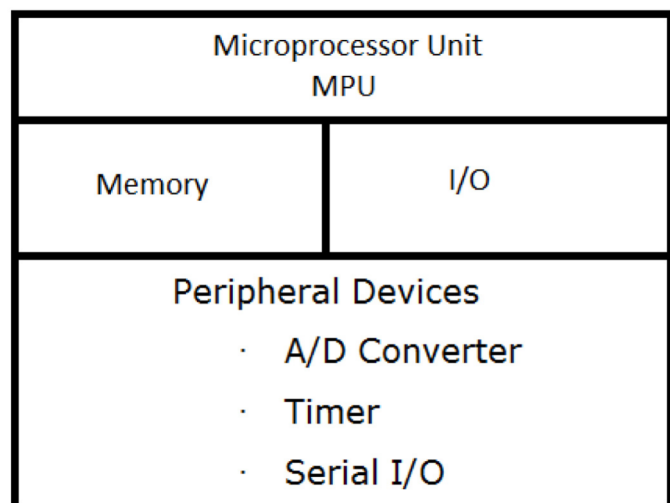 Microprocessor Unit
MPU
Memory
I/O
Peripheral Devices
· A/D Converter
· Timer
· Serial I/O